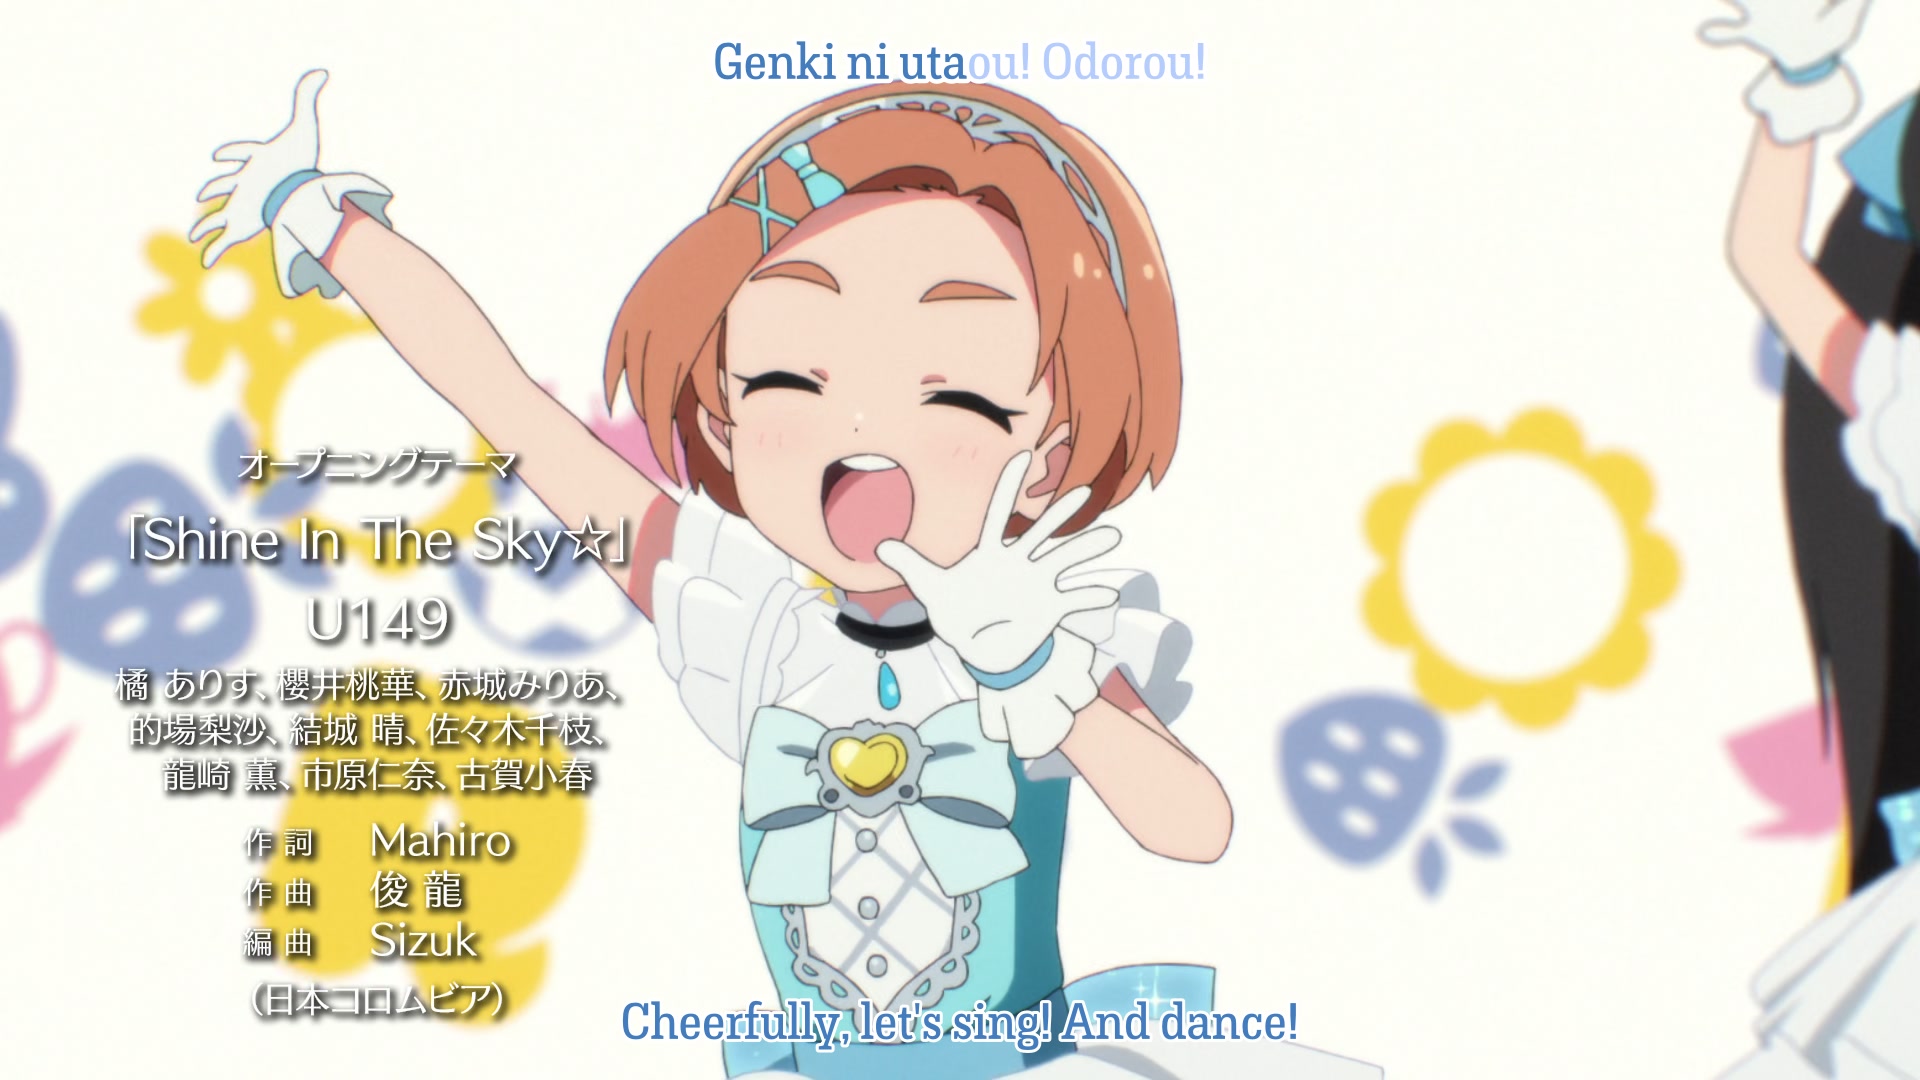 Genki ni utaou! Odorou!
オープニングテーマ
「Shine In The Sky☆」
U149
橘 ありす、櫻井桃華、赤城みりあ、
的場梨沙、結城 晴、佐々木千枝、
龍崎 薫、市原仁奈、古賀小春
作詞 Mahiro
作曲 俊龍
編曲 Sizuk
（日本コロムビア）
Cheerfully, let's sing! And dance!